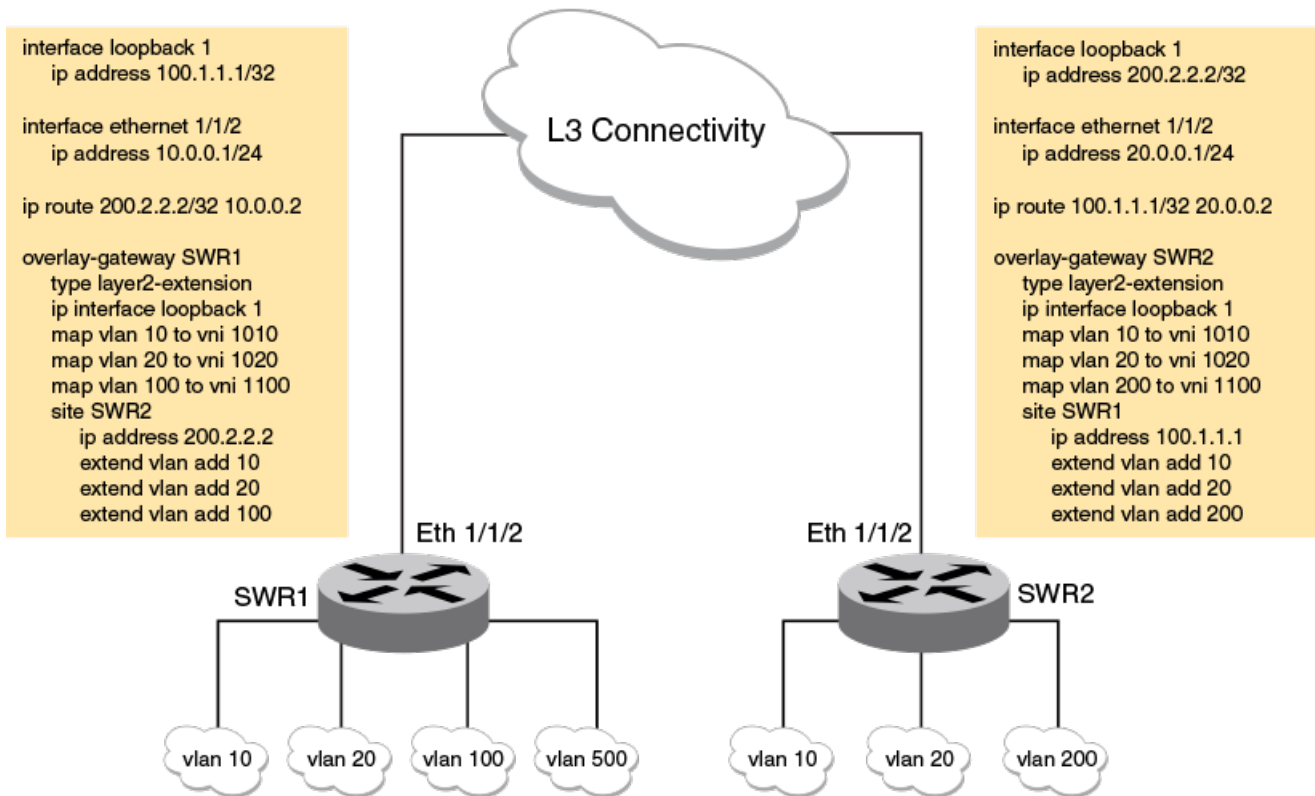 interface loopback 1
ip address 100.1.1.1/32
interface ethernet 1/1/2
ip address 10.0.0.1/24
ip route 200.2.2.2/32 10.0.0.2
overlay-gateway SWR1
type layer2-extension
ip interface loopback 1
map vlan 10 to vni 1010
map vlan 20 to vni 1020
map vlan 100 to vni 1100
site SWR2
ip address 200.2.2.2
extend vlan add 10
extend vlan add 20
extend vlan add 100
L3 Connectivity
interface loopback 1
ip address 200.2.2.2/32
interface ethernet 1/1/2
ip address 20.0.0.1/24
ip route 100.1.1.1/32 20.0.0.2
overlay-gateway SWR2
type layer2-extension
ip interface loopback 1
map vlan 10 to vni 1010
map vlan 20 to vni 1020
map vlan 200 to vni 1100
site SWR1
ip address 100.1.1.1
extend vlan add 10
extend vlan add 20
extend vlan add 200
Eth 1/1/2
Eth 1/1/2
SWR1
SWR2
vlan 10
vlan 20
vlan 100
vlan 500
vlan 10
vlan 20
vlan 200